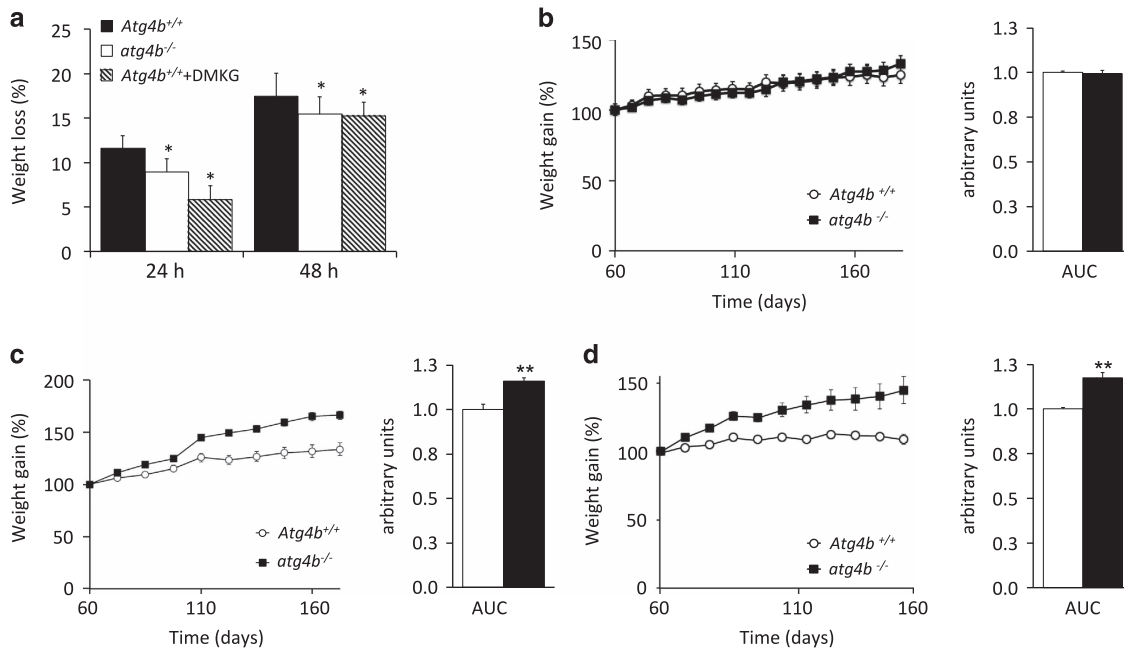 a
25
20
15
10
5
0
Weight loss (%)
Atg4b+/+
atg4b-/-
Atg4b+/++DMKG
*
*
*
*
24 h
48 h
b
150
100
50
0
Weight gain (%)
Atg4b +/+
atg4b -/-
60
110
160
Time (days)
1.3
1.0
0.8
0.5
0.3
0.0
arbitrary units
AUC
c
200
150
100
50
0
Weight gain (%)
Atg4b+/+
atg4b-/-
60
110
160
Time (days)
1.3
1.0
0.8
0.5
0.3
0.0
arbitrary units
**
AUC
d
150
100
50
0
Weight gain (%)
Atg4b +/+
atg4b -/-
60
110
160
Time (days)
1.3
1.0
0.8
0.5
0.3
0.0
arbitrary units
**
AUC